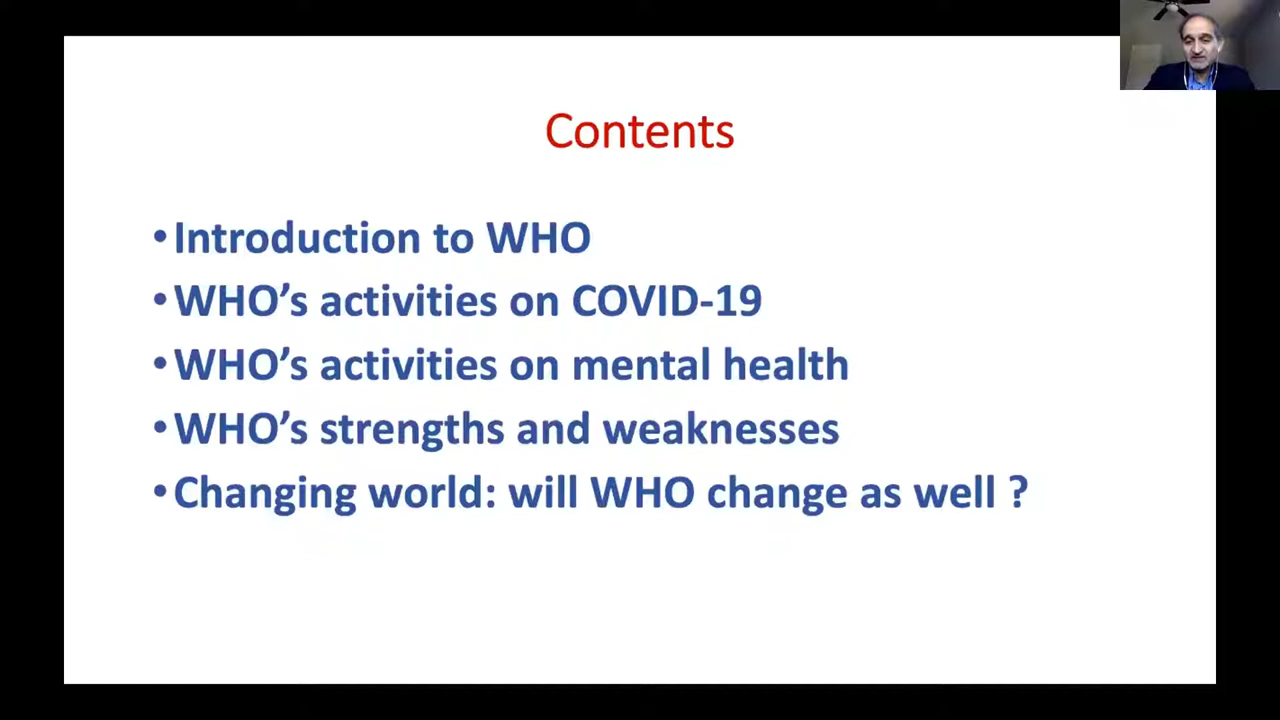 Contents
•Introduction to WHO
•WHO’s activities on COVID-19
•WHO’s activities on mental health
•WHO’s strengths and weaknesses
•Changing world: will WHO change as well ?